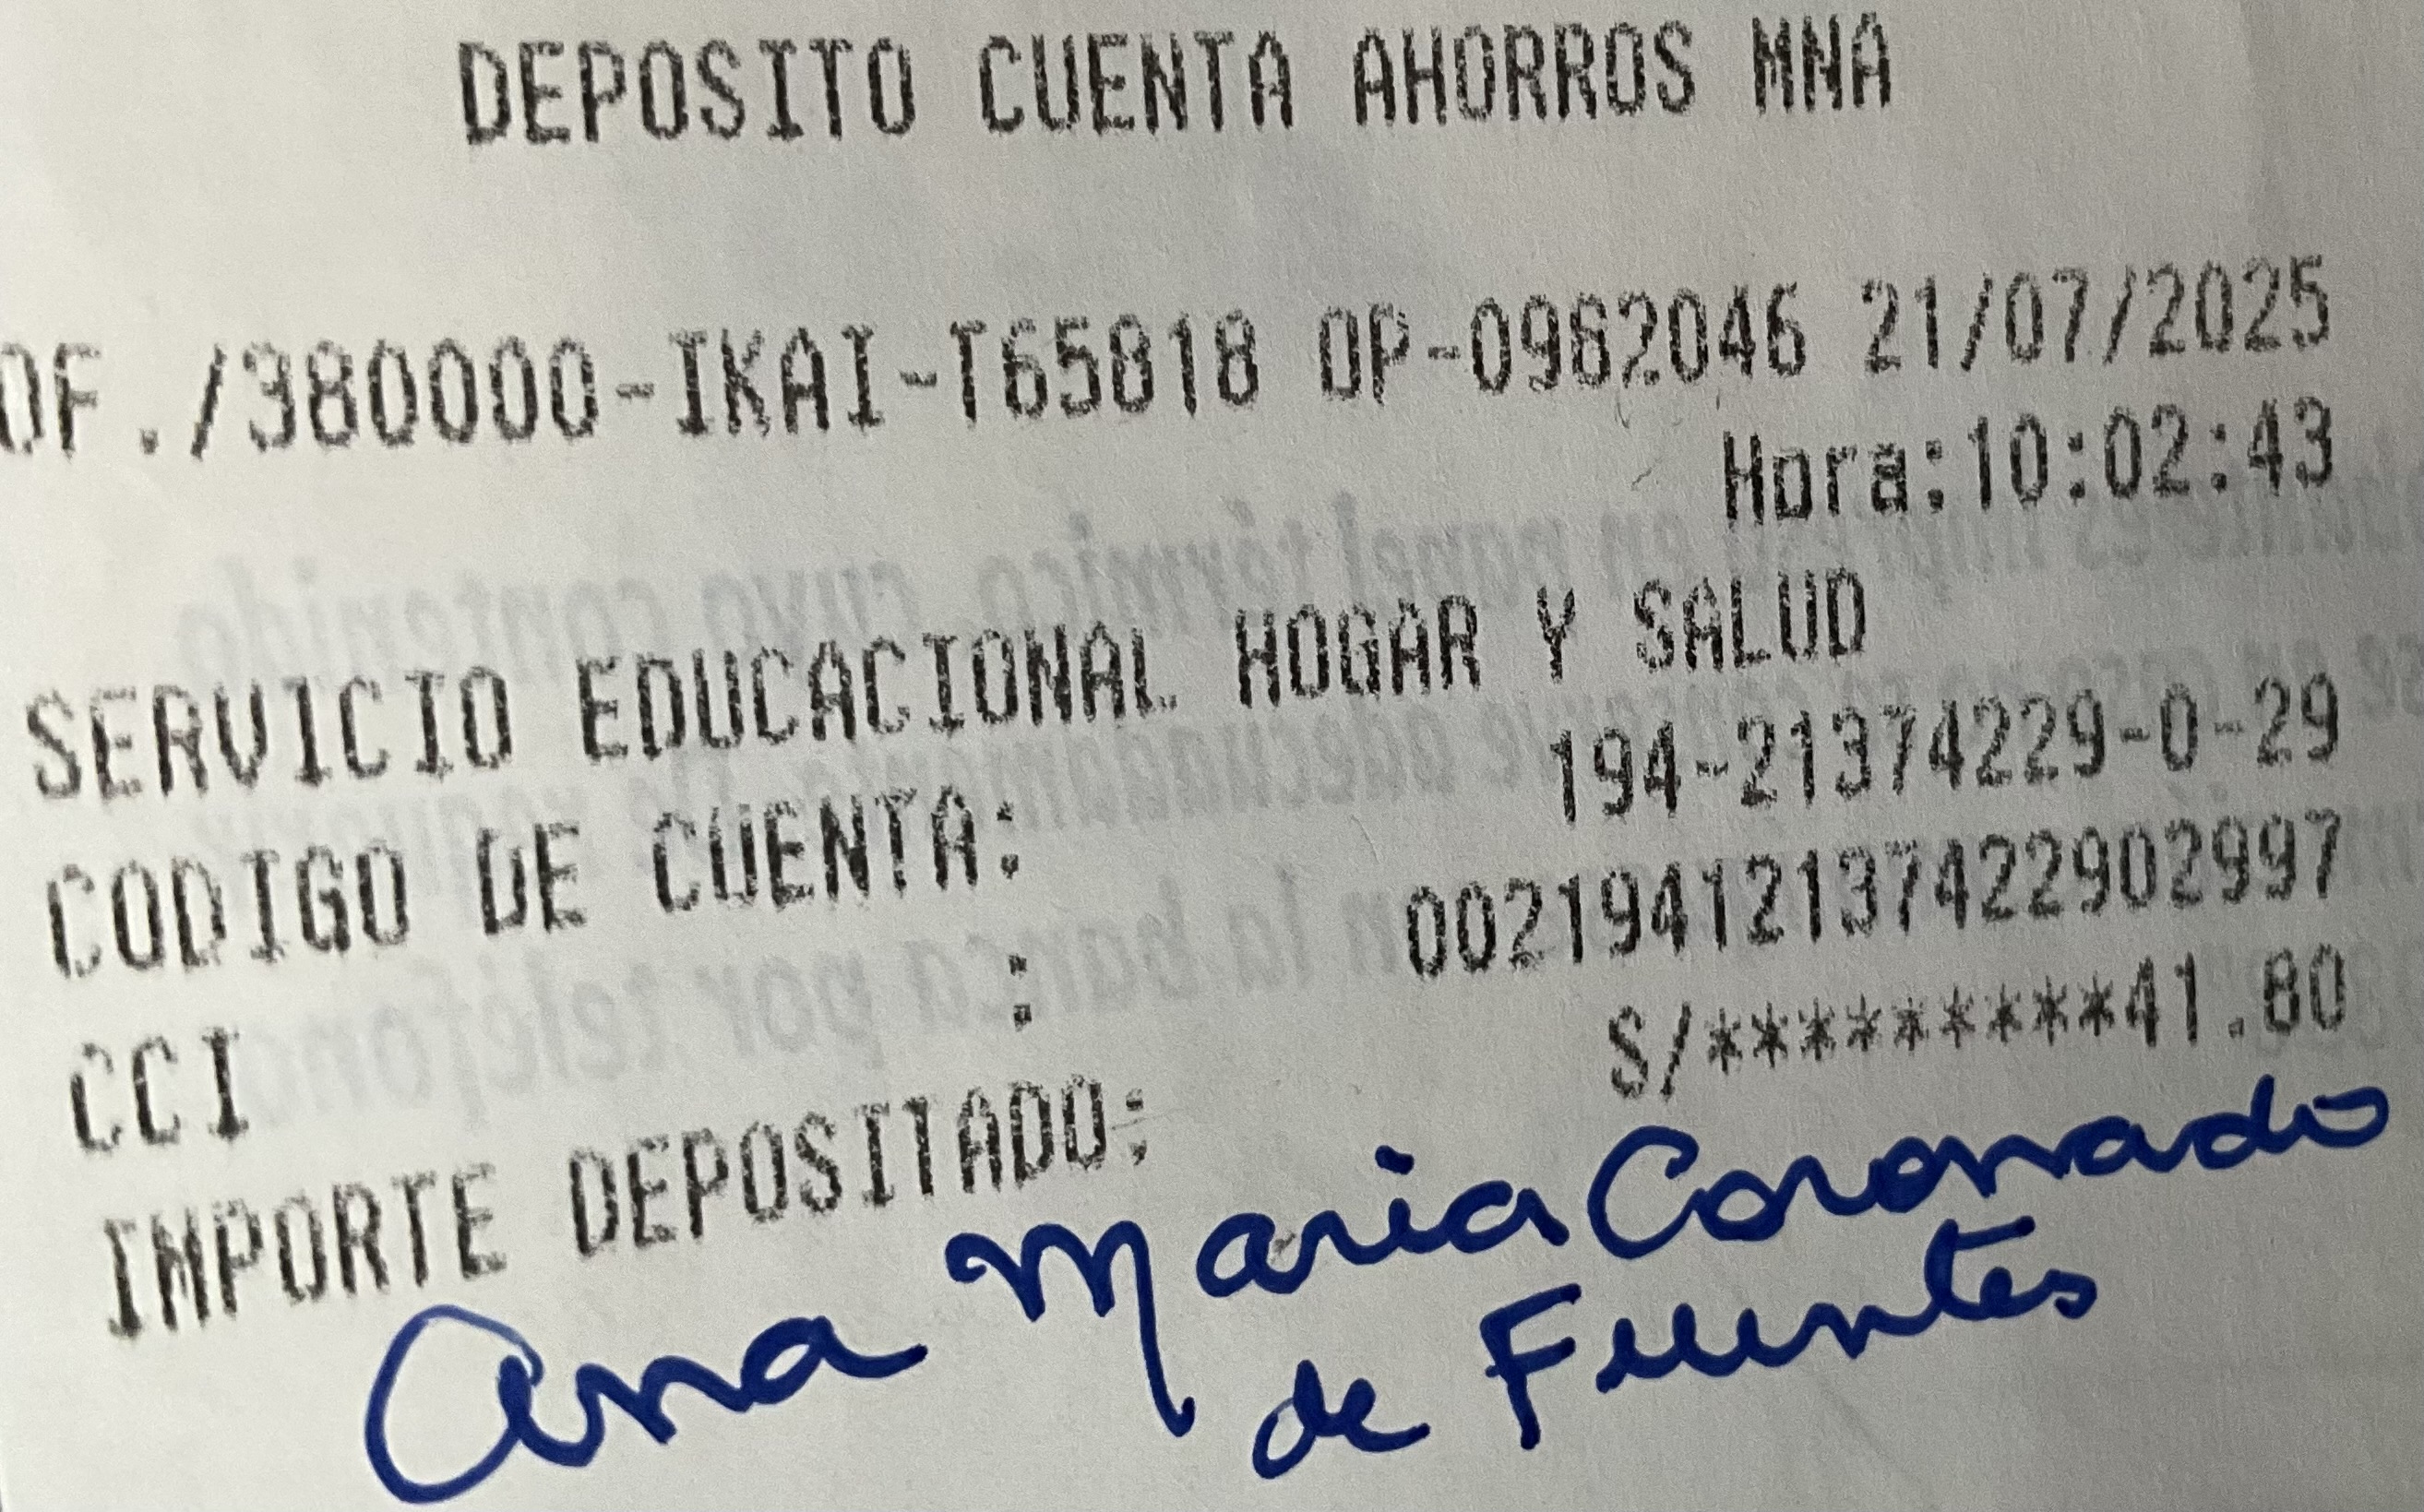 DEPOSITO CUENTA AHORROS MNA
OF./380000-IKAI-T65818 OP-0962046 21/07/2025
Hora:10:02:43
SERVICIO EDUCACIONAL HOGAR Y SALUD
CODIGO DE CUENTA: 194-21374229-0-29
CCI : 00219412137422902997
IMPORTE DEPOSITADO: S/*********41.80
Ana Maria Coronado
de Fuentes